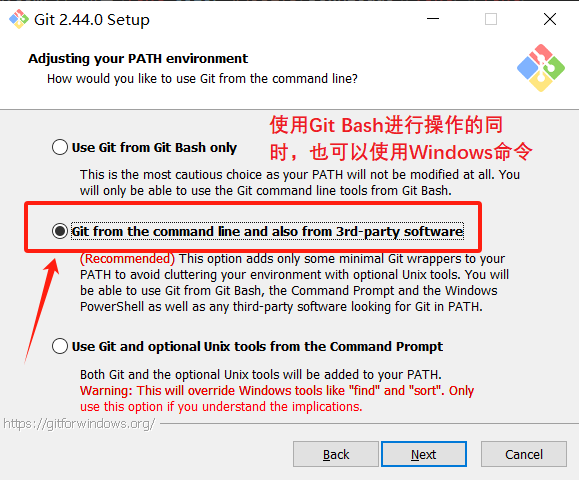 Git 2.44.0 Setup
Adjusting your PATH environment
How would you like to use Git from the command line?
使用Git Bash进行操作的同
时，也可以使用Windows命令
Use Git from Git Bash only
This is the most cautious choice as your PATH will not be modified at all. You
will only be able to use the Git command line tools from Git Bash.
Git from the command line and also from 3rd-party software
(Recommended) This option adds only some minimal Git wrappers to your
PATH to avoid cluttering your environment with optional Unix tools. You will
be able to use Git from Git Bash, the Command Prompt and the Windows
PowerShell as well as any third-party software looking for Git in PATH.
Use Git and optional Unix tools from the Command Prompt
Both Git and the optional Unix tools will be added to your PATH.
Warning: This will override Windows tools like "find" and "sort". Only
use this option if you understand the implications.
https://gitforwindows.org/
Back
Next
Cancel